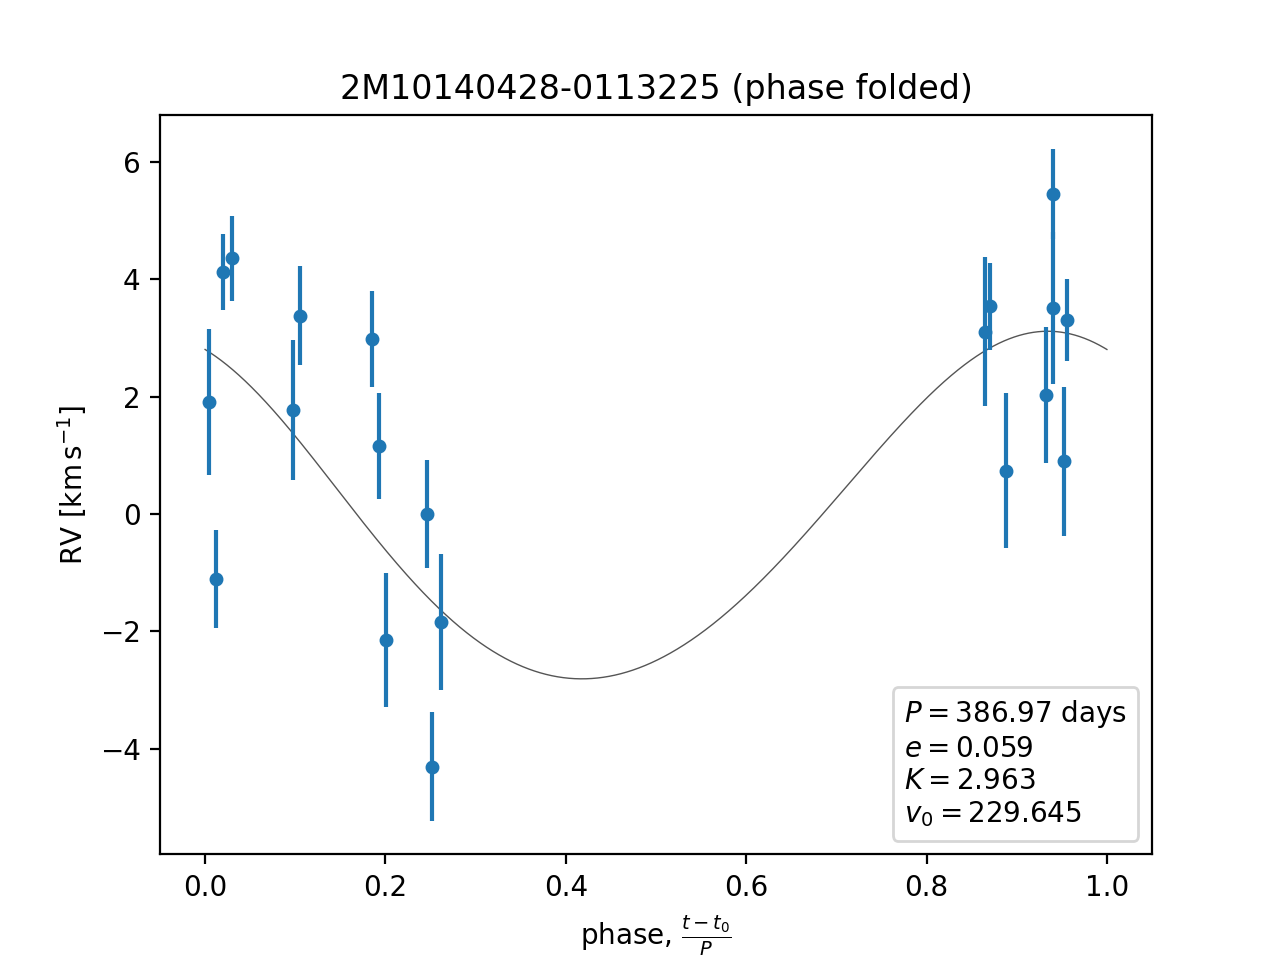 2M10140428-0113225 (phase folded)
RV [km s⁻¹]
6
4
2
0
−2
−4
0.0 0.2 0.4 0.6 0.8 1.0
phase, (t − t₀)/P
P = 386.97 days
e = 0.059
K = 2.963
v₀ = 229.645